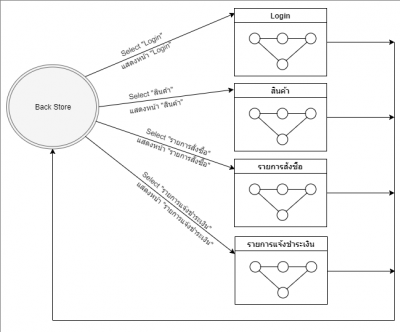 Login
Select "Login"
แสดงหน้า "Login"
Back Store
Select "สินค้า"
แสดงหน้า "สินค้า"
สินค้า
Select "รายการสั่งซื้อ"
แสดงหน้า "รายการสั่งซื้อ"
รายการสั่งซื้อ
Select "รายการแจ้งชำระเงิน"
แสดงหน้า "รายการแจ้งชำระเงิน"
รายการแจ้งชำระเงิน